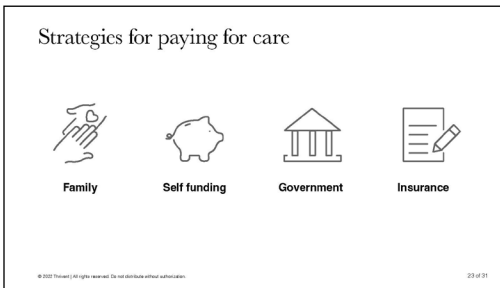 Strategies for paying for care
Family
Self funding
Government
Insurance
© 2022 Thrivent | All rights reserved. Do not distribute without authorization.
23 of 31